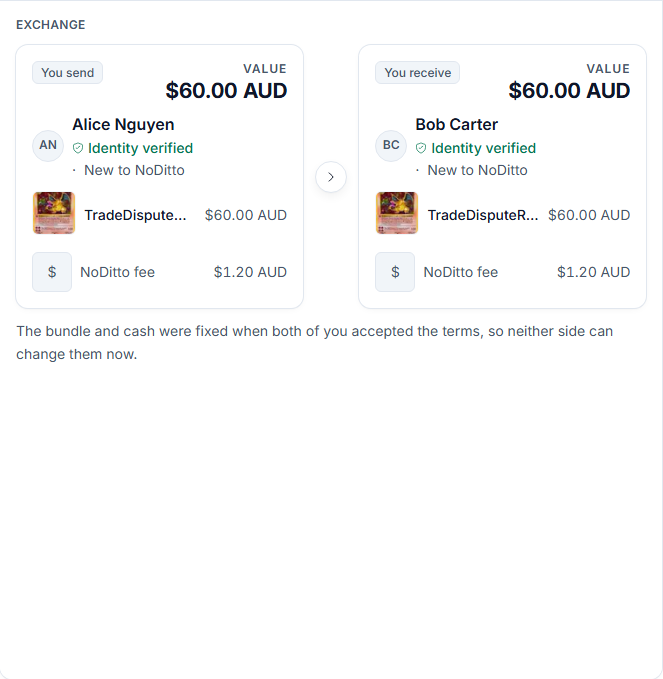 EXCHANGE
You send
VALUE
$60.00 AUD
AN
Alice Nguyen
Identity verified
· New to NoDitto
TradeDispute... $60.00 AUD
$ NoDitto fee $1.20 AUD
You receive
VALUE
$60.00 AUD
BC
Bob Carter
Identity verified
· New to NoDitto
TradeDisputeR... $60.00 AUD
$ NoDitto fee $1.20 AUD
The bundle and cash were fixed when both of you accepted the terms, so neither side can
change them now.